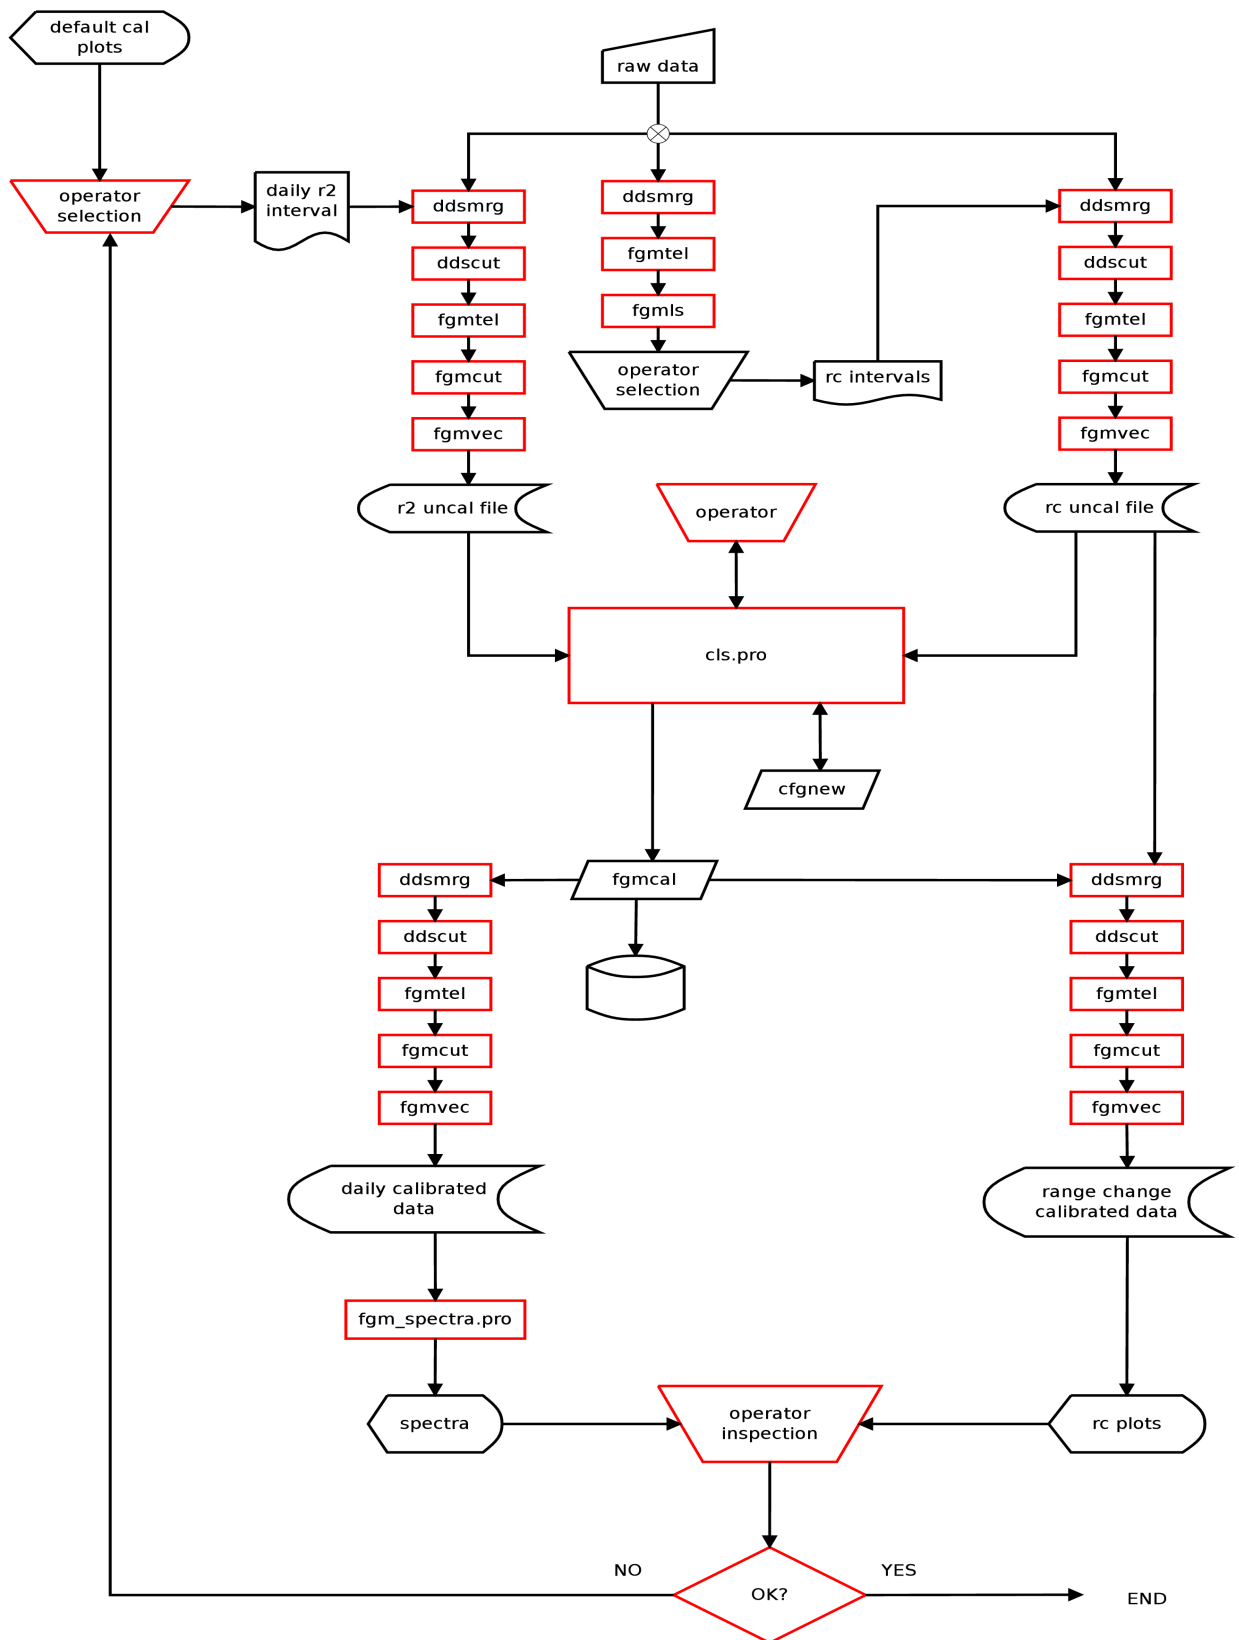 default cal
plots
raw data
operator
selection
daily r2
interval
ddsmrg
ddscut
fgmtel
fgmcut
fgmvec
r2 uncal file
ddsmrg
fgmtel
fgmls
operator
selection
rc intervals
ddsmrg
ddscut
fgmtel
fgmcut
fgmvec
rc uncal file
operator
cls.pro
cfgnew
fgmcal
ddsmrg
ddscut
fgmtel
fgmcut
fgmvec
daily calibrated
data
fgm_spectra.pro
spectra
ddsmrg
ddscut
fgmtel
fgmcut
fgmvec
range change
calibrated data
rc plots
operator
inspection
NO
OK?
YES
END